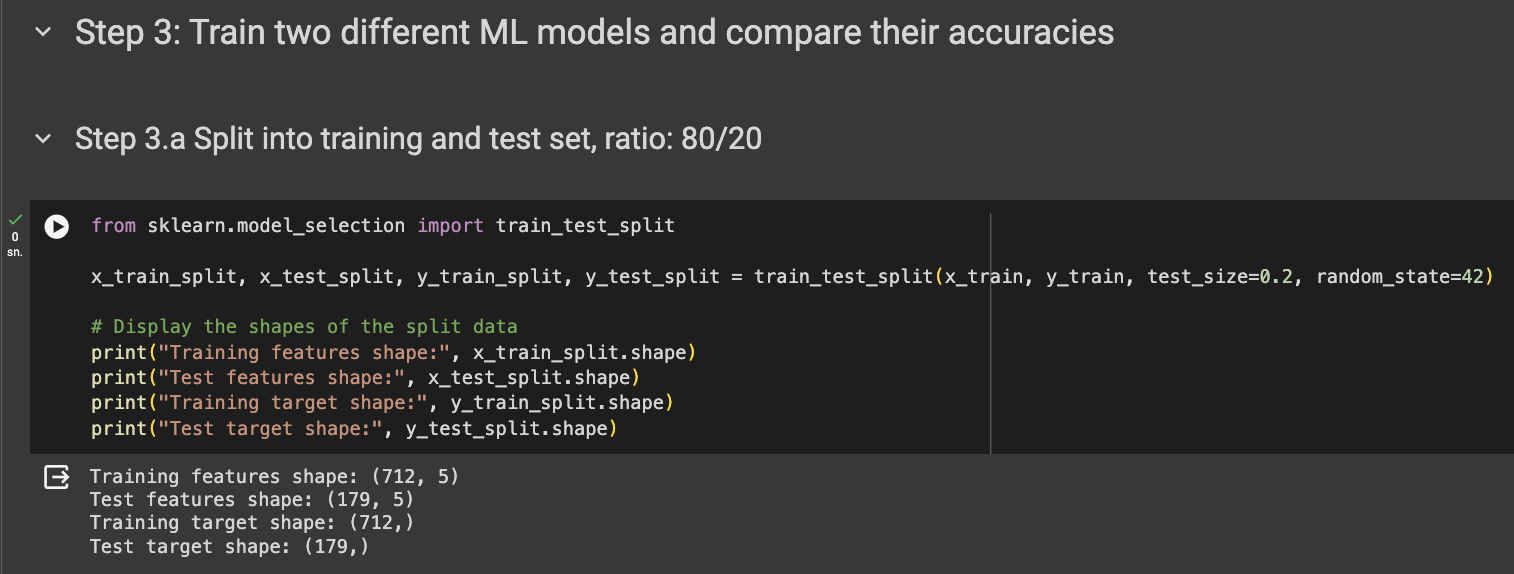 Step 3: Train two different ML models and compare their accuracies
Step 3.a Split into training and test set, ratio: 80/20
0
sn.
from sklearn.model_selection import train_test_split
x_train_split, x_test_split, y_train_split, y_test_split = train_test_split(x_train, y_train, test_size=0.2, random_state=42)
# Display the shapes of the split data
print("Training features shape:", x_train_split.shape)
print("Test features shape:", x_test_split.shape)
print("Training target shape:", y_train_split.shape)
print("Test target shape:", y_test_split.shape)
Training features shape: (712, 5)
Test features shape: (179, 5)
Training target shape: (712,)
Test target shape: (179,)